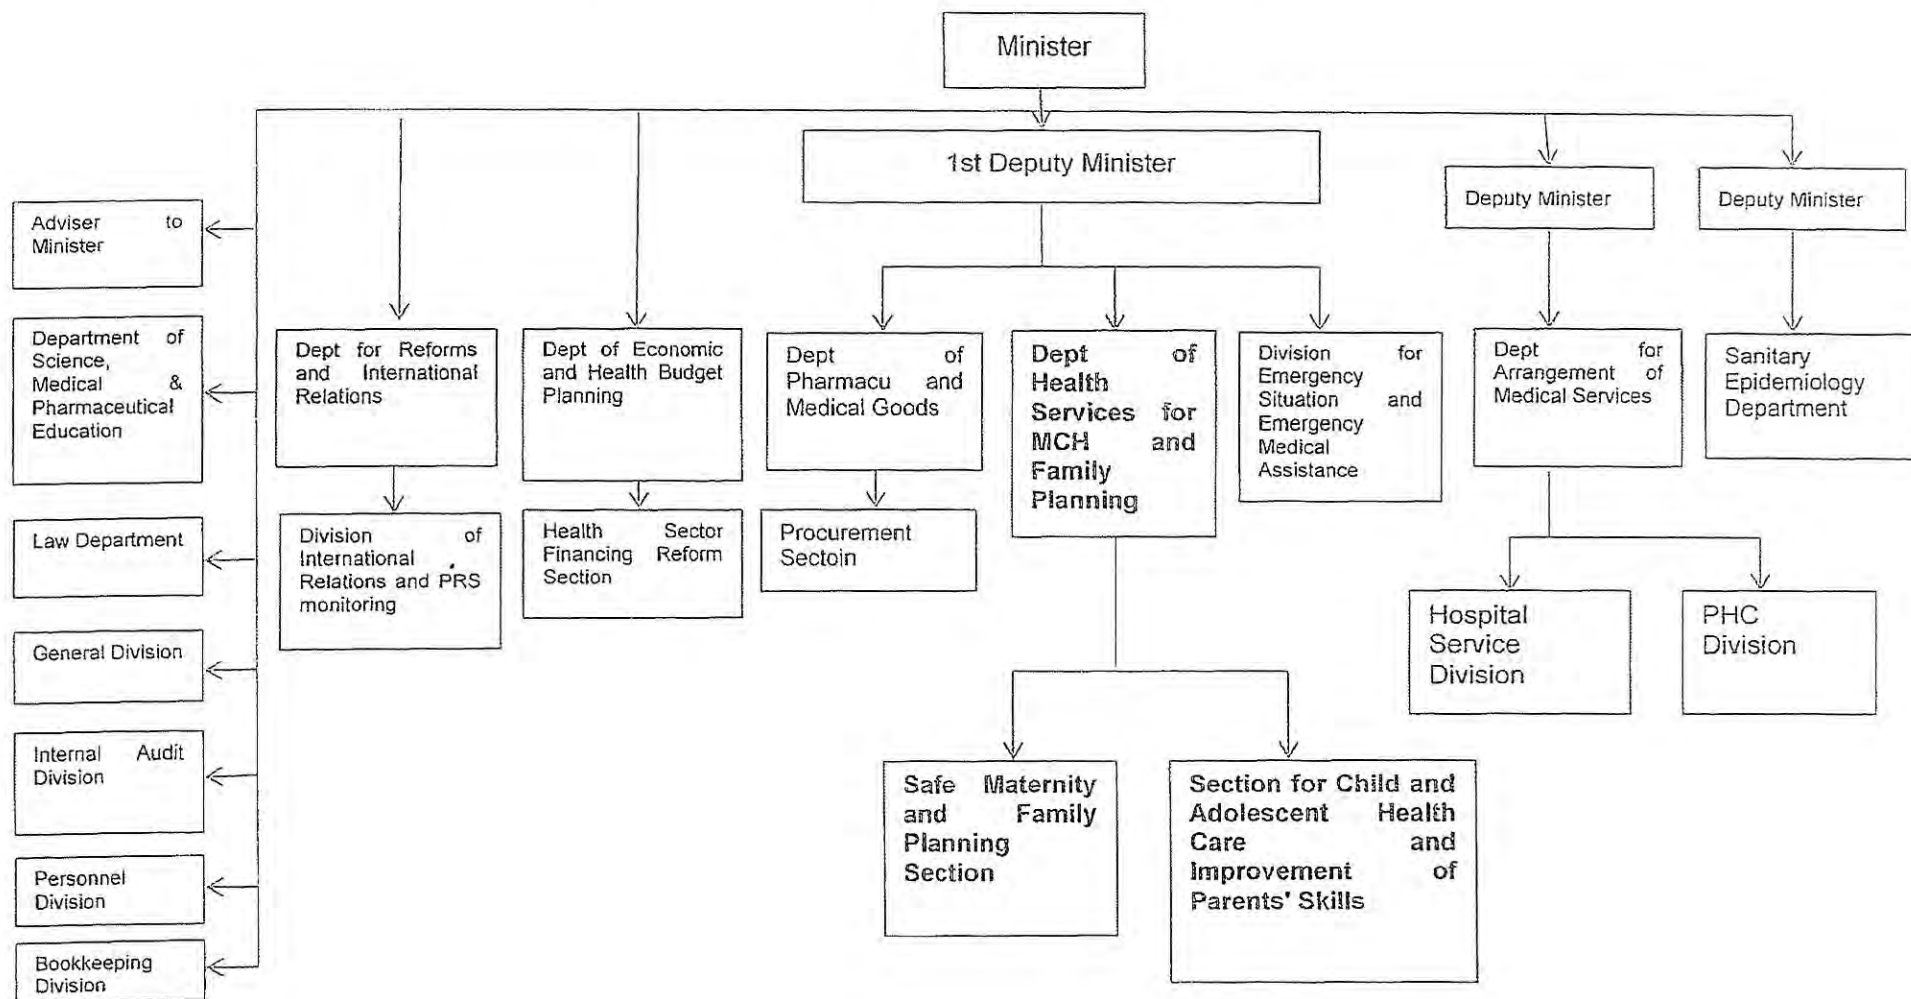 Minister
1st Deputy Minister
Deputy Minister
Deputy Minister
Adviser to
Minister
Department of
Science,
Medical &
Pharmaceutical
Education
Law Department
General Division
Internal Audit
Division
Personnel
Division
Bookkeeping
Division
Dept for Reforms
and International
Relations
Division of
International
Relations and PRS
monitoring
Dept of Economic
and Health Budget
Planning
Health Sector
Financing Reform
Section
Dept of
Pharmacu and
Medical Goods
Procurement
Sectoin
Dept of
Health
Services for
MCH and
Family
Planning
Division for
Emergency
Situation and
Emergency
Medical
Assistance
Dept for
Arrangement of
Medical Services
Sanitary
Epidemiology
Department
Hospital
Service
Division
PHC
Division
Safe Maternity
and Family
Planning
Section
Section for Child and
Adolescent Health
Care and
Improvement of
Parents' Skills